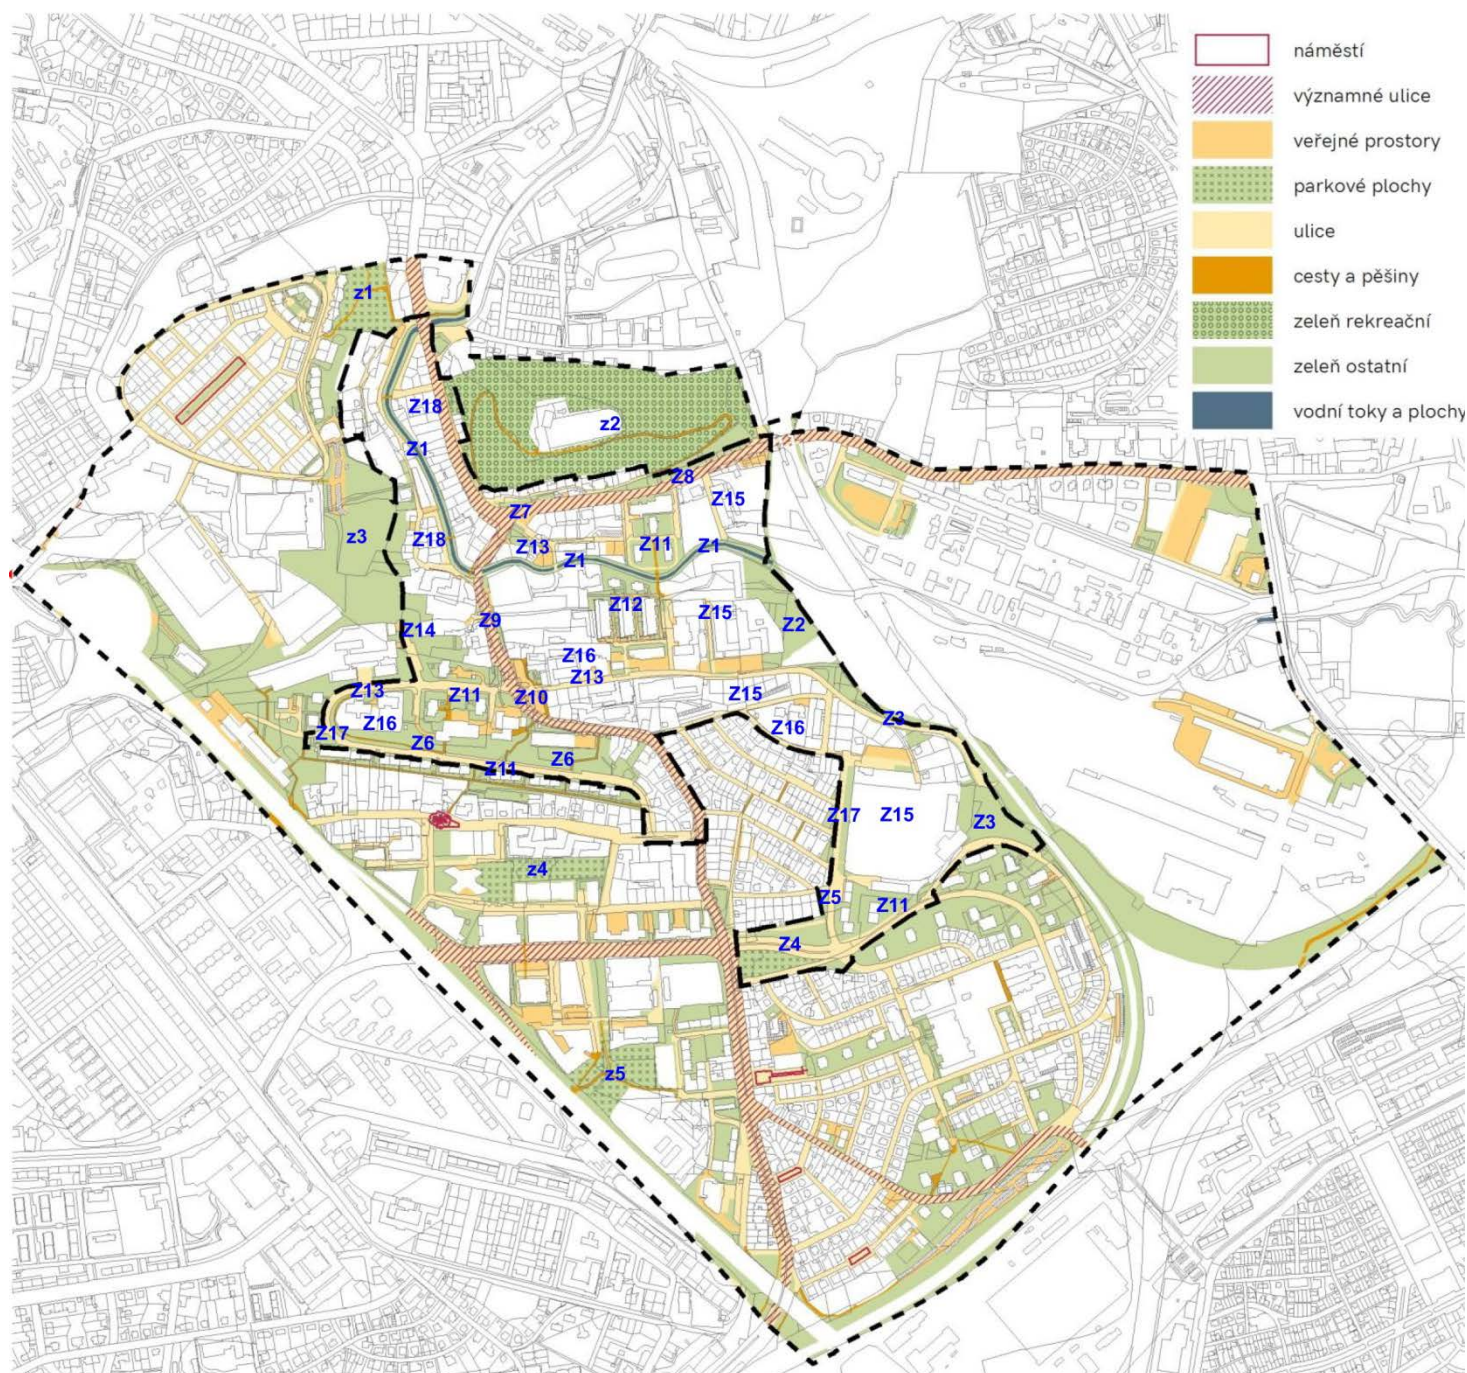 náměstí
významné ulice
veřejné prostory
parkové plochy
ulice
cesty a pěšiny
zeleň rekreační
zeleň ostatní
vodní toky a plochy
z1
Z18
z2
Z1
Z8
Z15
Z7
z3
Z18
Z13
Z11
Z1
Z1
Z12
Z15
Z9
Z2
Z14
Z16
Z13
Z13
Z11
Z10
Z15
Z16
Z17
Z16
Z3
Z6
Z6
Z11
Z17
Z15
Z3
z4
Z5
Z11
Z4
z5